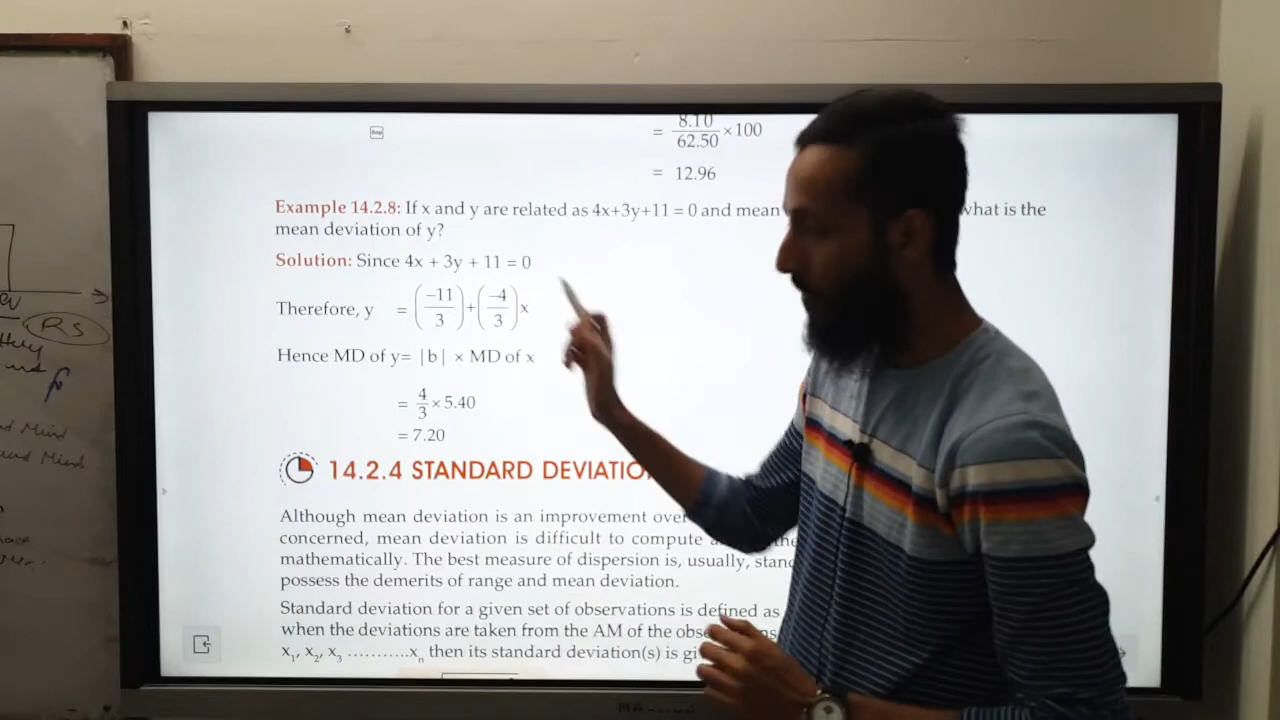 = 8.10/62.50 × 100
= 12.96
Example 14.2.8: If x and y are related as 4x+3y+11 = 0 and mean what is the
mean deviation of y?
Solution: Since 4x + 3y + 11 = 0
Therefore, y = (–11/3)+(–4/3)x
Hence MD of y= |b| × MD of x
= 4/3 × 5.40
= 7.20
14.2.4 STANDARD DEVIATIO
Although mean deviation is an improvement over
concerned, mean deviation is difficult to compute
mathematically. The best measure of dispersion is, usually, stand
possess the demerits of range and mean deviation.
Standard deviation for a given set of observations is defined as
when the deviations are taken from the AM of the obse
x₁, x₂, x₃ ...........xₙ then its standard deviation(s) is gi
RS
Mind
Mind